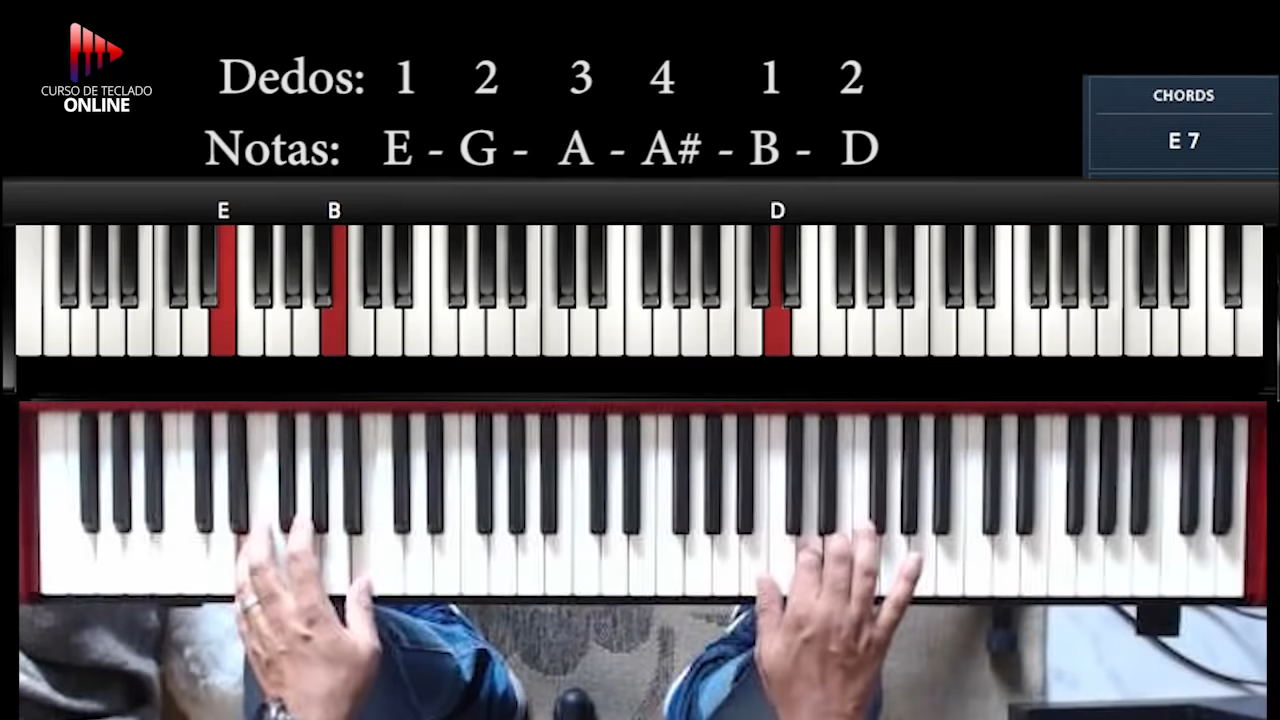 CURSO DE TECLADO
ONLINE
Dedos: 1 2 3 4 1 2
Notas: E - G - A - A# - B - D
CHORDS
E 7
E B D